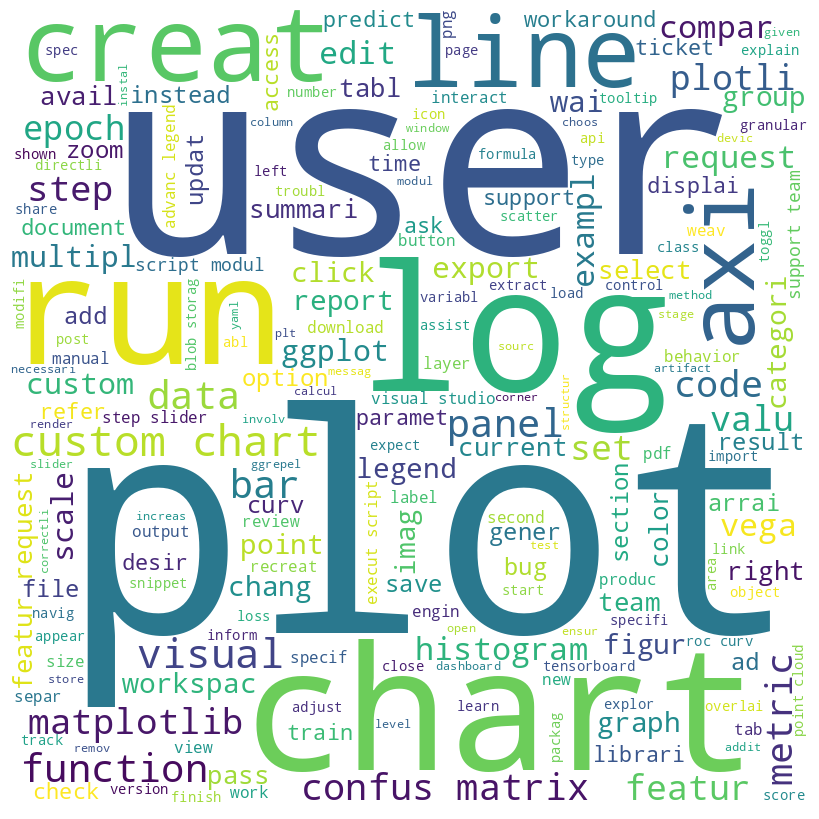 creat
line
predict
png
workaround
compar
given
spec
edit
page
ticket
explain
access
avail
instal
instead
number
tabl
interact
wai
tooltip
plotli
group
epoch
user
column
icon
window
choos
api
granular
shown
zoom
directli
advanc legend
updat
time
allow
formula
type
devic
request
step
left
modul
support
exampl
displai
share
troubl
summari
scatter
axi
document
ask
button
class
weav
toggl
support team
multipl
script modul
click
export
select
control
method
categori
modifi
run
log
add
blob storag
yaml
report
variabl
extract
load
stage
post
abl
plt
download
assist
behavior
manual
ggplot
layer
sourc
artifact
necessari
option
messag
corner
code
custom
data
calcul
visual studio
structur
refer
render
step slider
involv
paramet
panel
set
valu
custom chart
expect
current
result
slider
ggrepel
legend
pdf
import
bar
label
section
color
arrai
feature request
correctli
scale
curv
plot
increas
review
imag
second
gener
test
vega
output
execut script
point
desir
recreat
bug
link
area
file
snippet
chang
save
start
produc
right
object
navig
loss
engin
team
specifi
appear
inform
open
ensur
histogram
figur
roc curv
size
visual
specif
close
dashboard
tensorboard
ad
metric
point cloud
store
workspac
new
separ
chart
adjust
learn
explor
overlai
matplotlib
level
packag
graph
tab
track
remov
view
train
librari
addit
function
pass
confus matrix
featur
check
version
finish
work
score